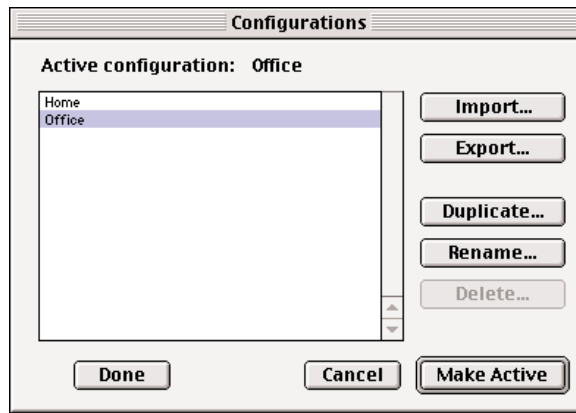 Configurations
Active configuration: Office
Home
Office
Import...
Export...
Duplicate...
Rename...
Delete...
Done
Cancel
Make Active